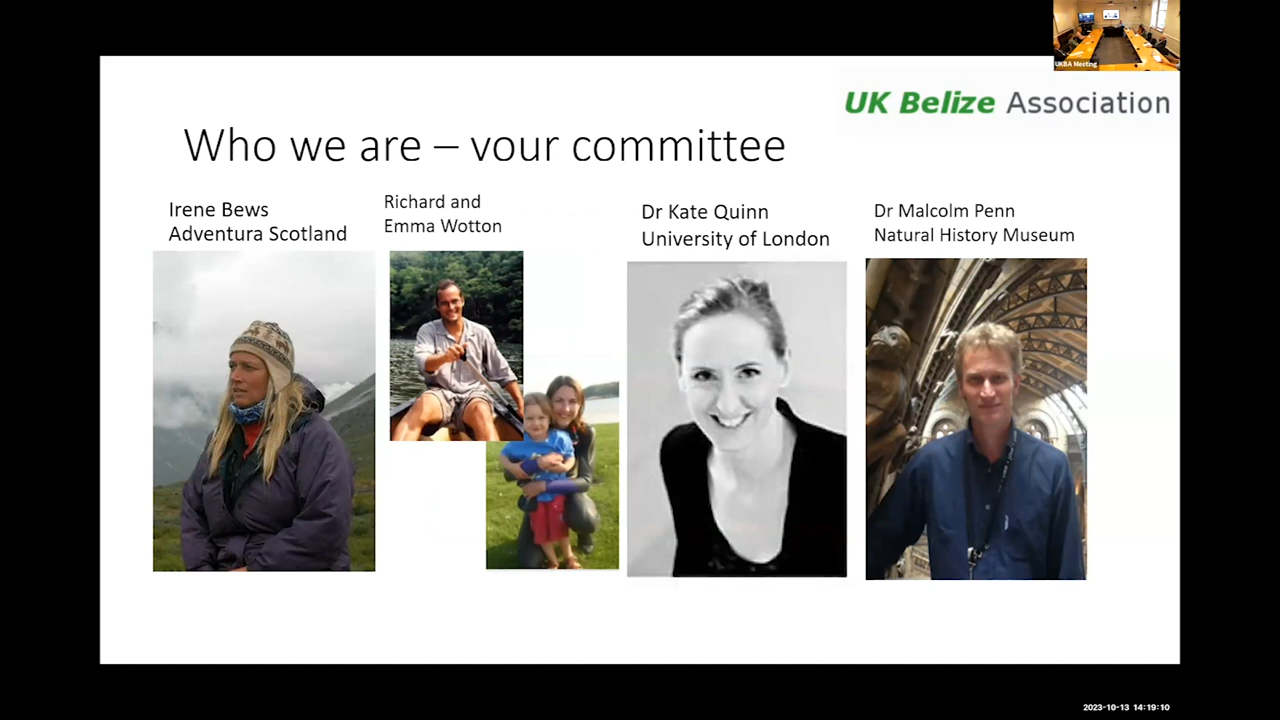 UKBA Meeting
UK Belize Association
Who we are – your committee
Irene Bews
Adventura Scotland
Richard and
Emma Wotton
Dr Kate Quinn
University of London
Dr Malcolm Penn
Natural History Museum
2023-10-13 14:19:10